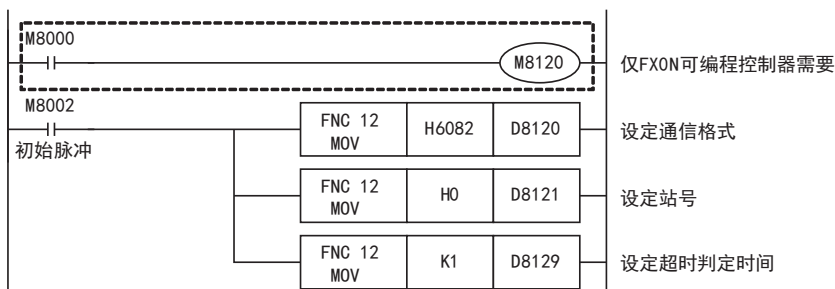 M8000
M8120
仅FX0N可编程控制器需要
M8002
初始脉冲
FNC 12
MOV
H6082
D8120
设定通信格式
FNC 12
MOV
H0
D8121
设定站号
FNC 12
MOV
K1
D8129
设定超时判定时间